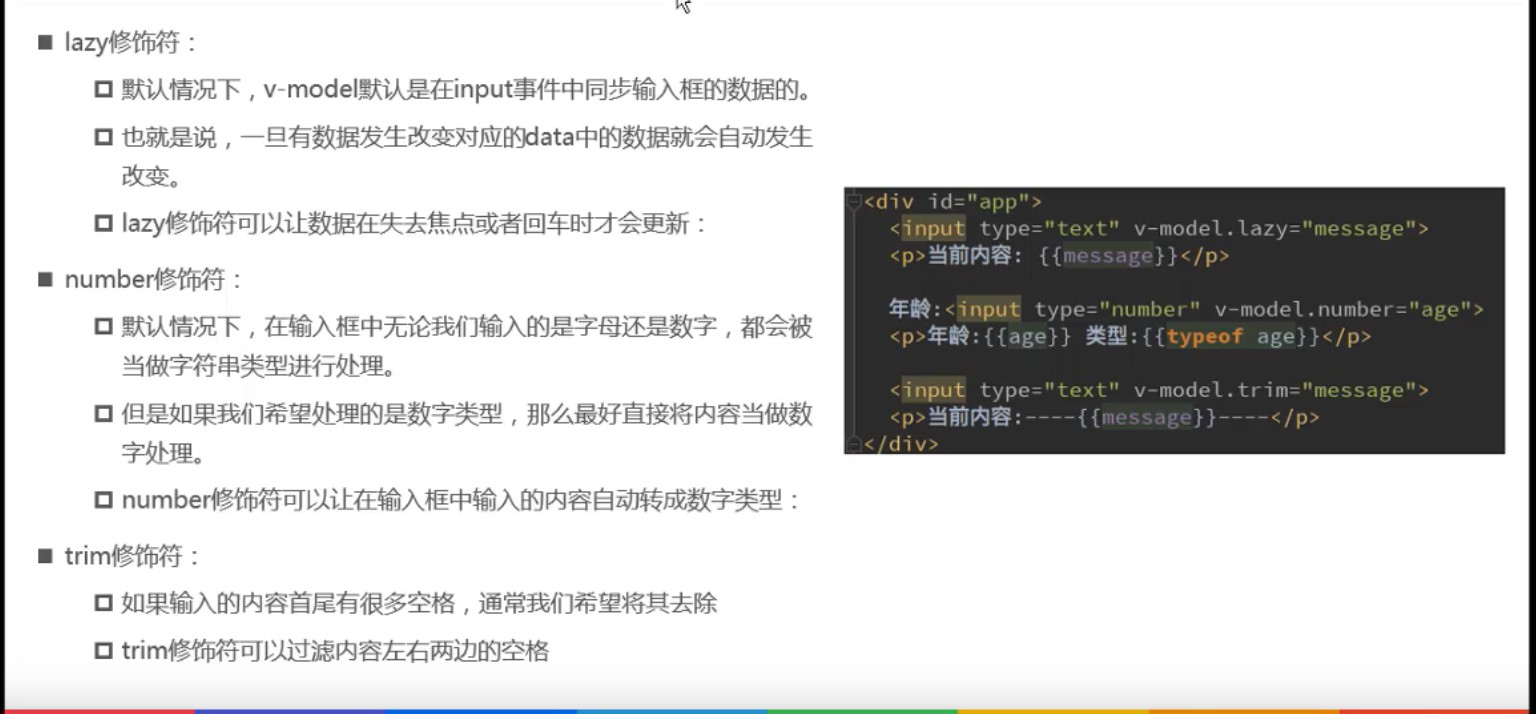 lazy修饰符：
默认情况下，v-model默认是在input事件中同步输入框的数据的。
也就是说，一旦有数据发生改变对应的data中的数据就会自动发生
改变。
lazy修饰符可以让数据在失去焦点或者回车时才会更新：
number修饰符：
默认情况下，在输入框中无论我们输入的是字母还是数字，都会被
当做字符串类型进行处理。
但是如果我们希望处理的是数字类型，那么最好直接将内容当做数
字处理。
number修饰符可以让在输入框中输入的内容自动转成数字类型：
trim修饰符：
如果输入的内容首尾有很多空格，通常我们希望将其去除
trim修饰符可以过滤内容左右两边的空格
<div id="app">
<input type="text" v-model.lazy="message">
<p>当前内容: {{message}}</p>
年龄:<input type="number" v-model.number="age">
<p>年龄:{{age}} 类型:{{typeof age}}</p>
<input type="text" v-model.trim="message">
<p>当前内容:----{{message}}----</p>
</div>